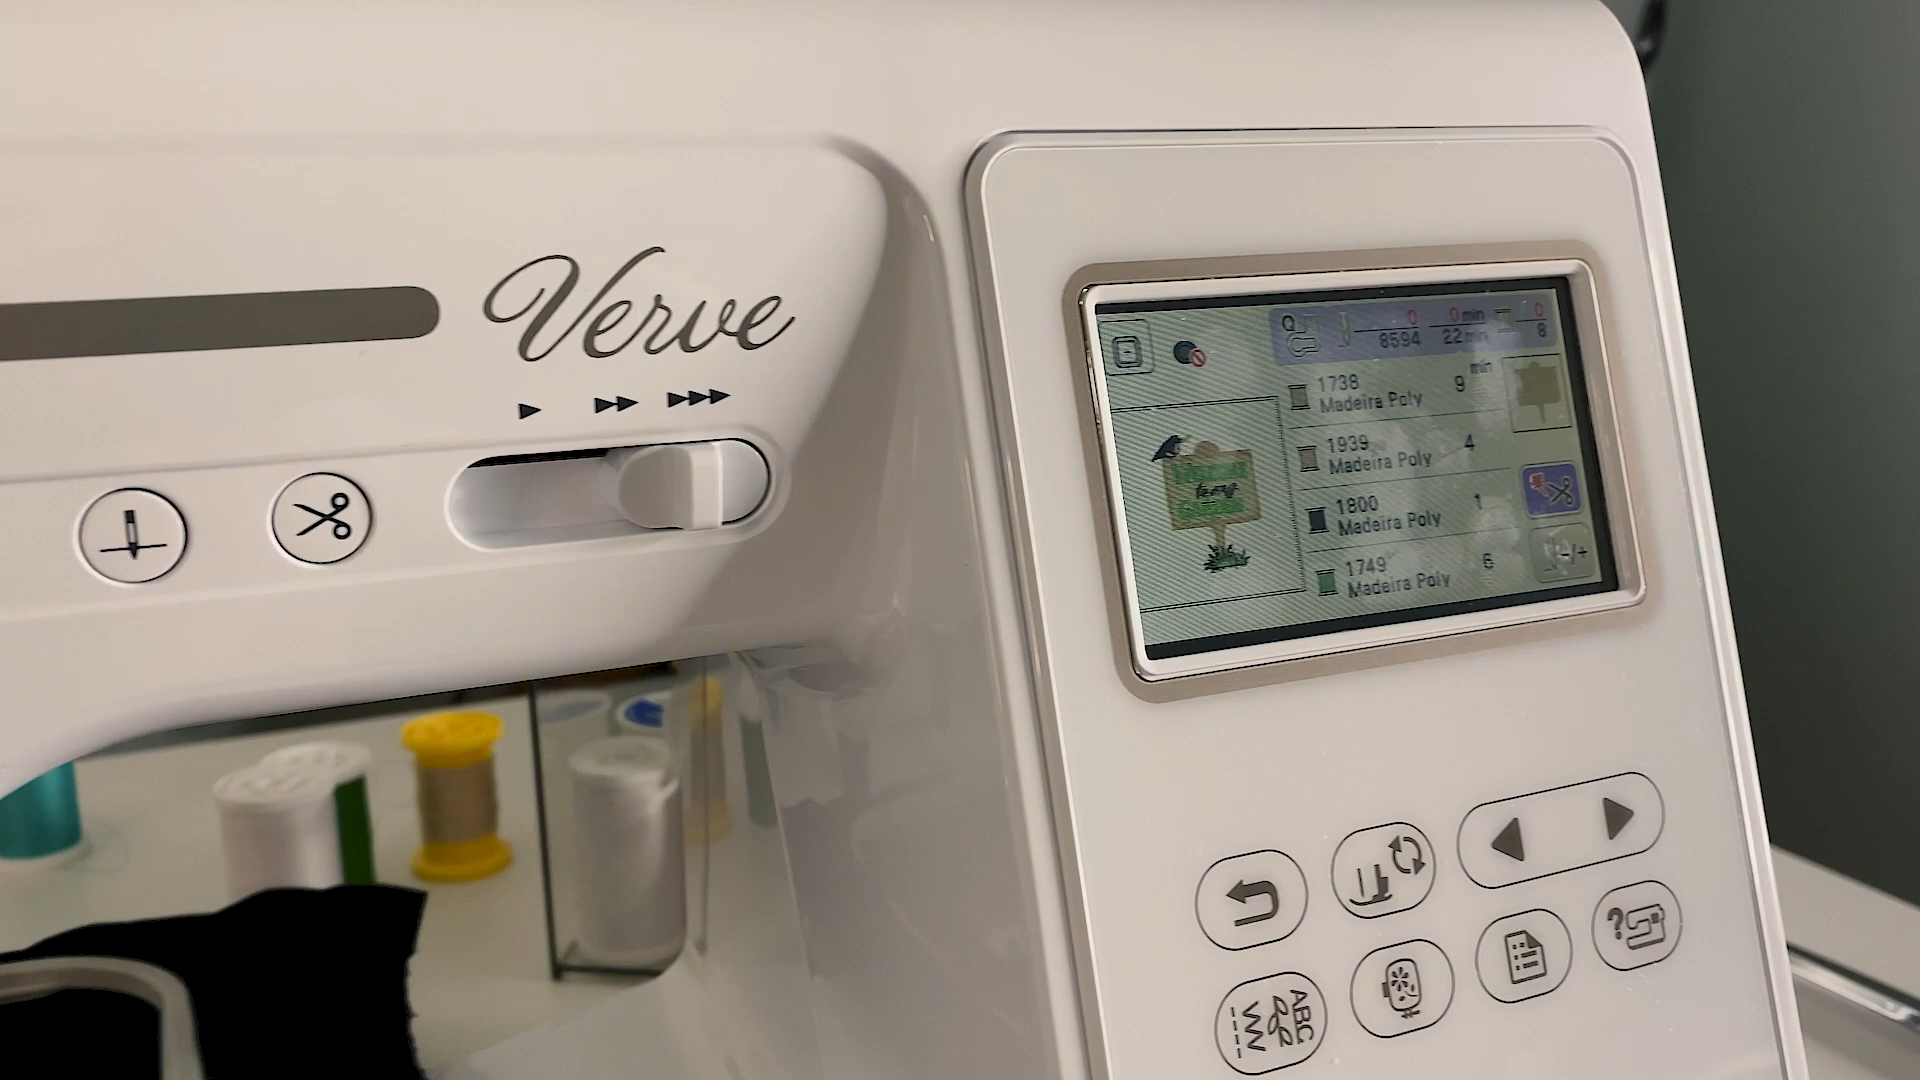 Verve
Q
0
8594
0 min
22 min
0
8
1738
Madeira Poly
9
min
1939
Madeira Poly
4
1800
Madeira Poly
1
1749
Madeira Poly
6
-/+
?
ABC